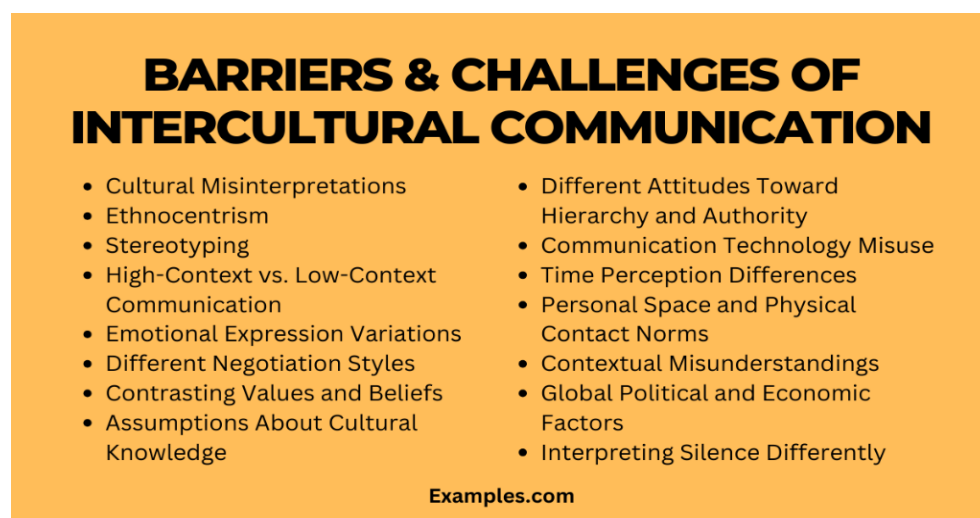 BARRIERS & CHALLENGES OF
INTERCULTURAL COMMUNICATION
• Cultural Misinterpretations
• Ethnocentrism
• Stereotyping
• High-Context vs. Low-Context
Communication
• Emotional Expression Variations
• Different Negotiation Styles
• Contrasting Values and Beliefs
• Assumptions About Cultural
Knowledge
• Different Attitudes Toward
Hierarchy and Authority
• Communication Technology Misuse
• Time Perception Differences
• Personal Space and Physical
Contact Norms
• Contextual Misunderstandings
• Global Political and Economic
Factors
• Interpreting Silence Differently
Examples.com